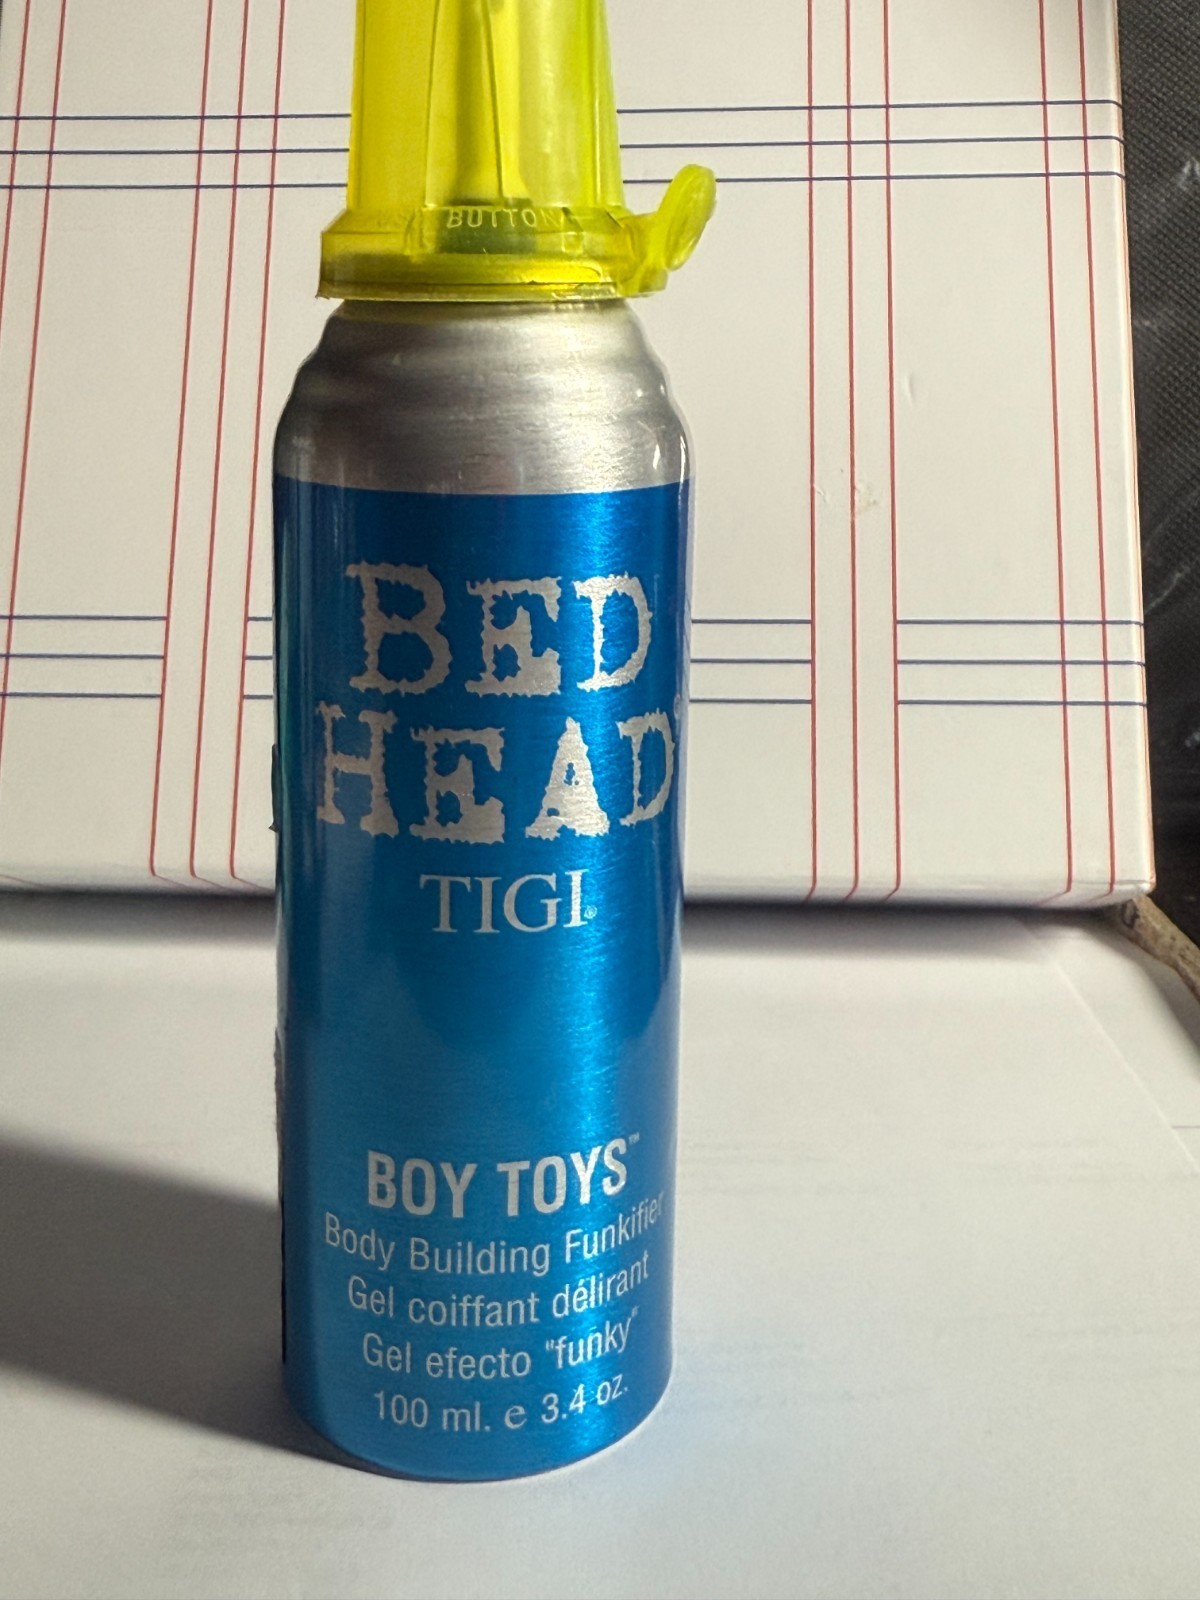 BUTTON
BED
HEAD
TIGI®
BOY TOYS™
Body Building Funkifier
Gel coiffant délirant
Gel efecto "funky"
100 ml. e 3.4 oz.